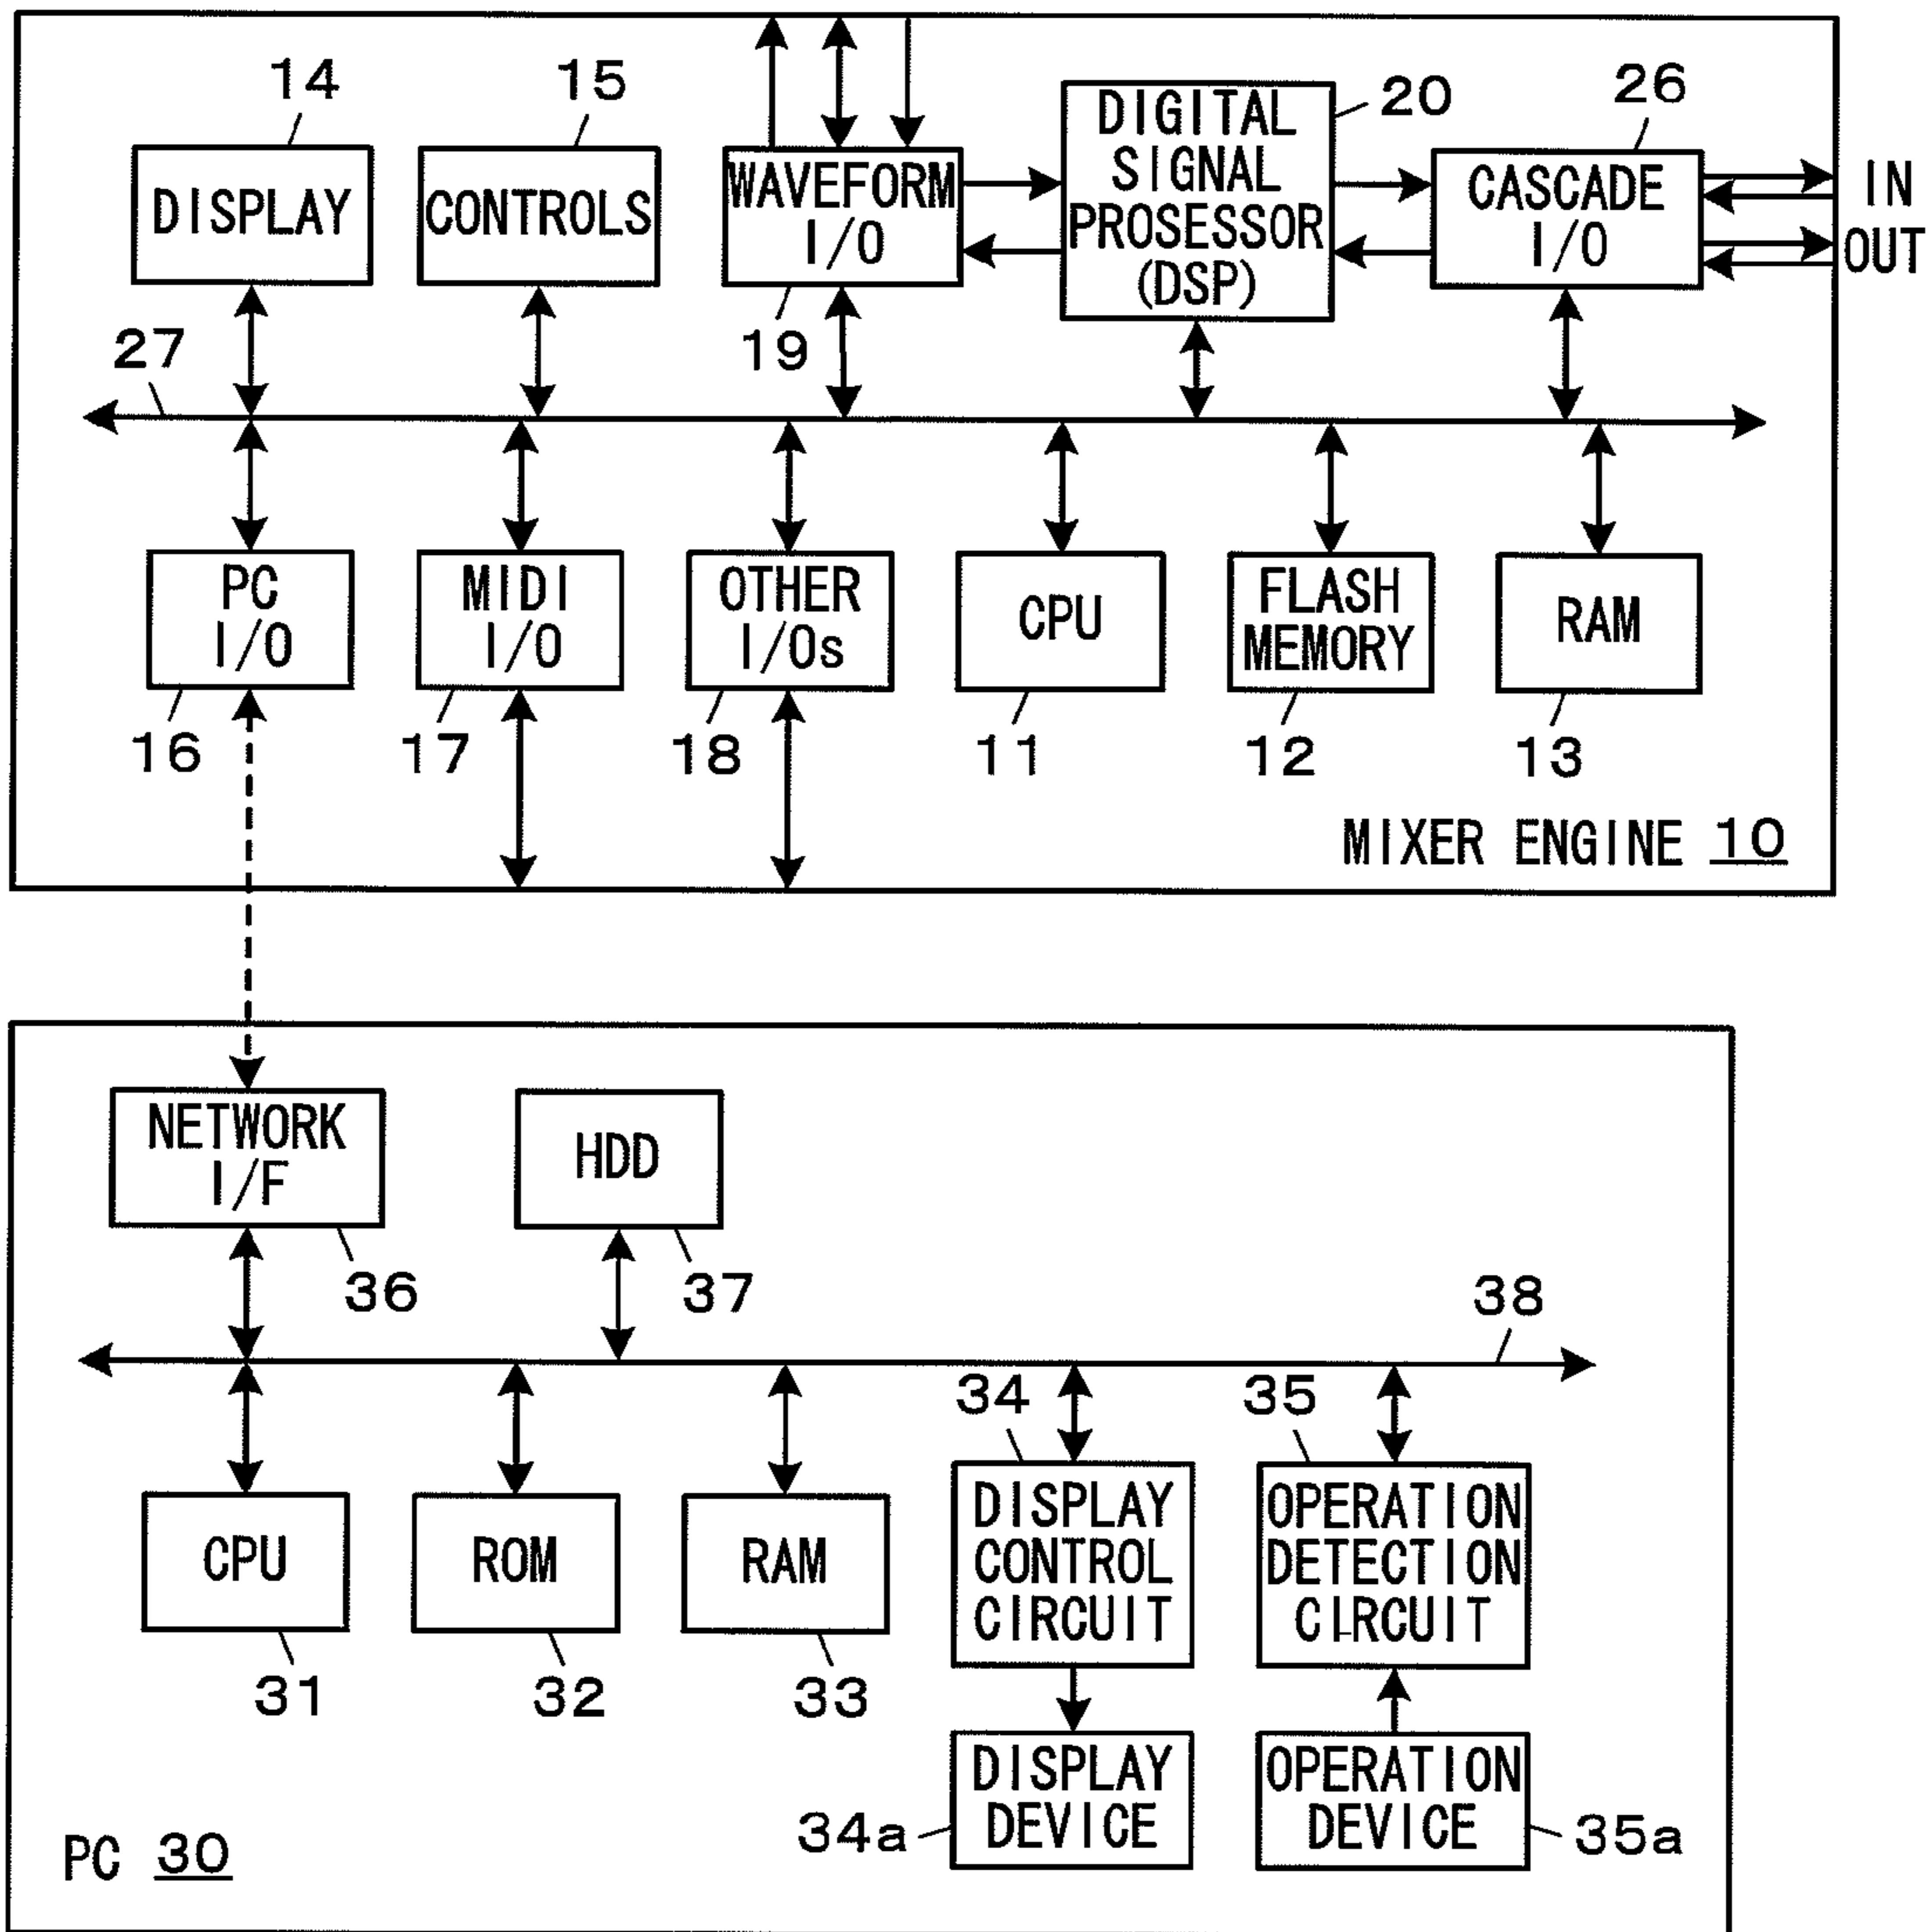 14
15
20
26
DISPLAY
CONTROLS
WAVEFORM
I/O
DIGITAL
SIGNAL
PROSESSOR
(DSP)
CASCADE
I/O
IN
OUT
27
19
PC
I/O
MIDI
I/O
OTHER
I/Os
CPU
FLASH
MEMORY
RAM
16
17
18
11
12
13
MIXER ENGINE 10
NETWORK
I/F
HDD
36
37
38
34
35
CPU
ROM
RAM
DISPLAY
CONTROL
CIRCUIT
OPERATION
DETECTION
CIRCUIT
31
32
33
DISPLAY
DEVICE
OPERATION
DEVICE
34a
35a
PC 30